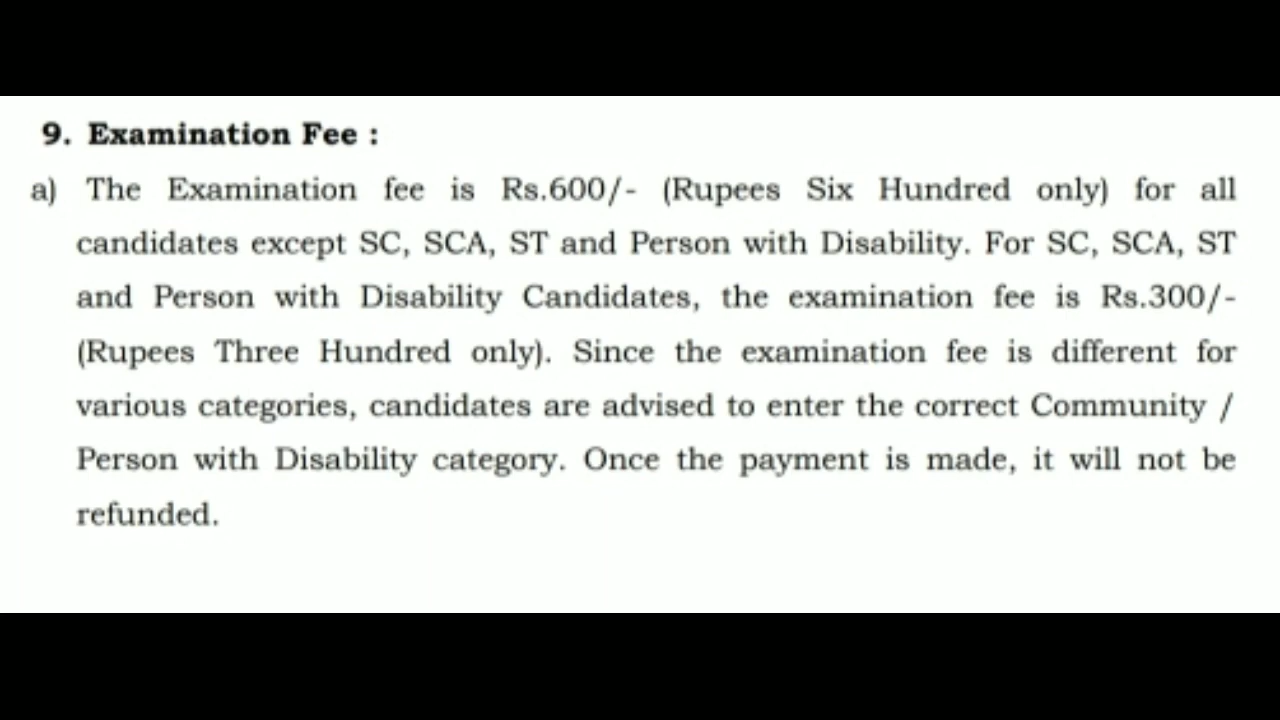 9. Examination Fee :
a) The Examination fee is Rs.600/- (Rupees Six Hundred only) for all
candidates except SC, SCA, ST and Person with Disability. For SC, SCA, ST
and Person with Disability Candidates, the examination fee is Rs.300/-
(Rupees Three Hundred only). Since the examination fee is different for
various categories, candidates are advised to enter the correct Community /
Person with Disability category. Once the payment is made, it will not be
refunded.